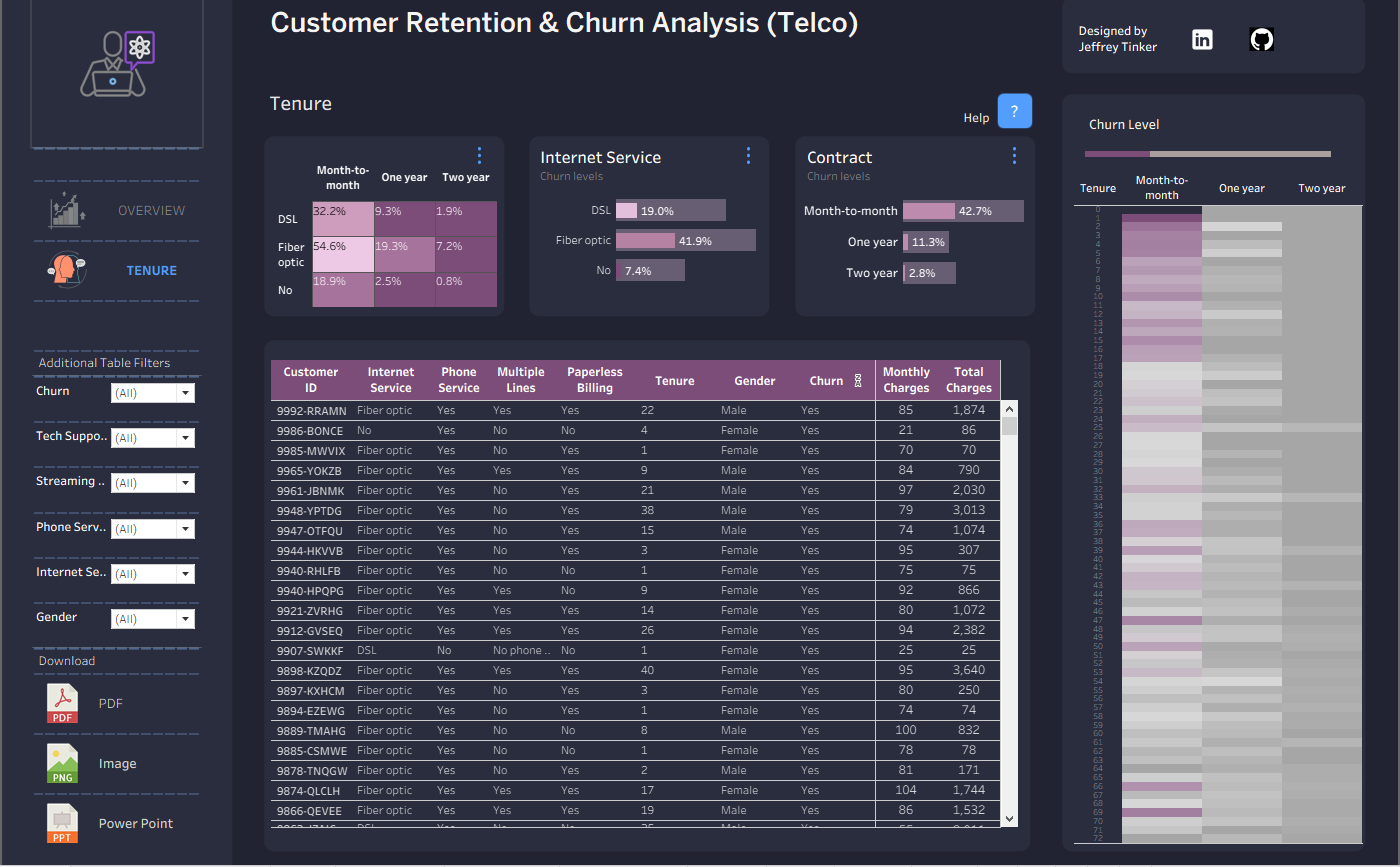 Customer Retention & Churn Analysis (Telco)
Designed by
Jeffrey Tinker
in
OVERVIEW
TENURE
Additional Table Filters
Churn (All)
Tech Suppo.. (All)
Streaming .. (All)
Phone Serv.. (All)
Internet Se.. (All)
Gender (All)
Download
PDF PDF
PNG Image
PPT Power Point
Tenure
Help ?
Month-to-month One year Two year
DSL 32.2% 9.3% 1.9%
Fiber optic 54.6% 19.3% 7.2%
No 18.9% 2.5% 0.8%
Internet Service
Churn levels
DSL 19.0%
Fiber optic 41.9%
No 7.4%
Contract
Churn levels
Month-to-month 42.7%
One year 11.3%
Two year 2.8%
Customer ID Internet Service Phone Service Multiple Lines Paperless Billing Tenure Gender Churn Monthly Charges Total Charges
9992-RRAMN Fiber optic Yes Yes Yes 22 Male Yes 85 1,874
9986-BONCE No Yes No No 4 Female Yes 21 86
9985-MWVIX Fiber optic Yes No Yes 1 Female Yes 70 70
9965-YOKZB Fiber optic Yes Yes Yes 9 Male Yes 84 790
9961-JBNMK Fiber optic Yes No Yes 21 Male Yes 97 2,030
9948-YPTDG Fiber optic Yes No Yes 38 Male Yes 79 3,013
9947-OTFQU Fiber optic Yes No Yes 15 Male Yes 74 1,074
9944-HKVVB Fiber optic Yes No Yes 3 Female Yes 95 307
9940-RHLFB Fiber optic Yes No Yes 1 Female Yes 75 75
9940-HPQPG Fiber optic Yes Yes No 9 Female Yes 92 866
9921-ZVRHG Fiber optic Yes Yes Yes 14 Male Yes 80 1,072
9912-GVSEQ Fiber optic Yes Yes Yes 26 Female Yes 94 2,382
9907-SWKKF DSL No No phone .. No 1 Female Yes 25 25
9898-KZQDZ Fiber optic Yes Yes Yes 40 Male Yes 95 3,640
9897-KXHCM Fiber optic Yes No Yes 3 Female Yes 80 250
9894-EZEWG Fiber optic Yes No Yes 1 Female Yes 74 74
9889-TMAHG Fiber optic Yes No No 8 Male Yes 100 832
9885-CSMWE Fiber optic Yes No No 1 Female Yes 78 78
9878-TNQGW Fiber optic Yes No Yes 2 Male Yes 81 171
9874-QLCLH Fiber optic Yes Yes Yes 17 Male Yes 104 1,744
9866-QEVEE Fiber optic Yes No Yes 19 Male Yes 86 1,532
Churn Level
Tenure Month-to-month One year Two year
0
1
2
3
4
5
6
7
8
9
10
11
12
13
14
15
16
17
18
19
20
21
22
23
24
25
26
27
28
29
30
31
32
33
34
35
36
37
38
39
40
41
42
43
44
45
46
47
48
49
50
51
52
53
54
55
56
57
58
59
60
61
62
63
64
65
66
67
68
69
70
71
72